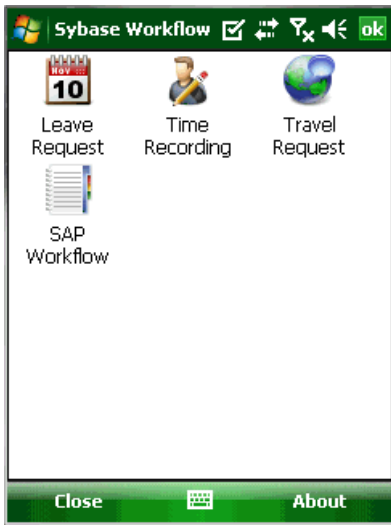 Sybase Workflow ok
NOV
10
Leave
Request
Time
Recording
Travel
Request
SAP
Workflow
Close About